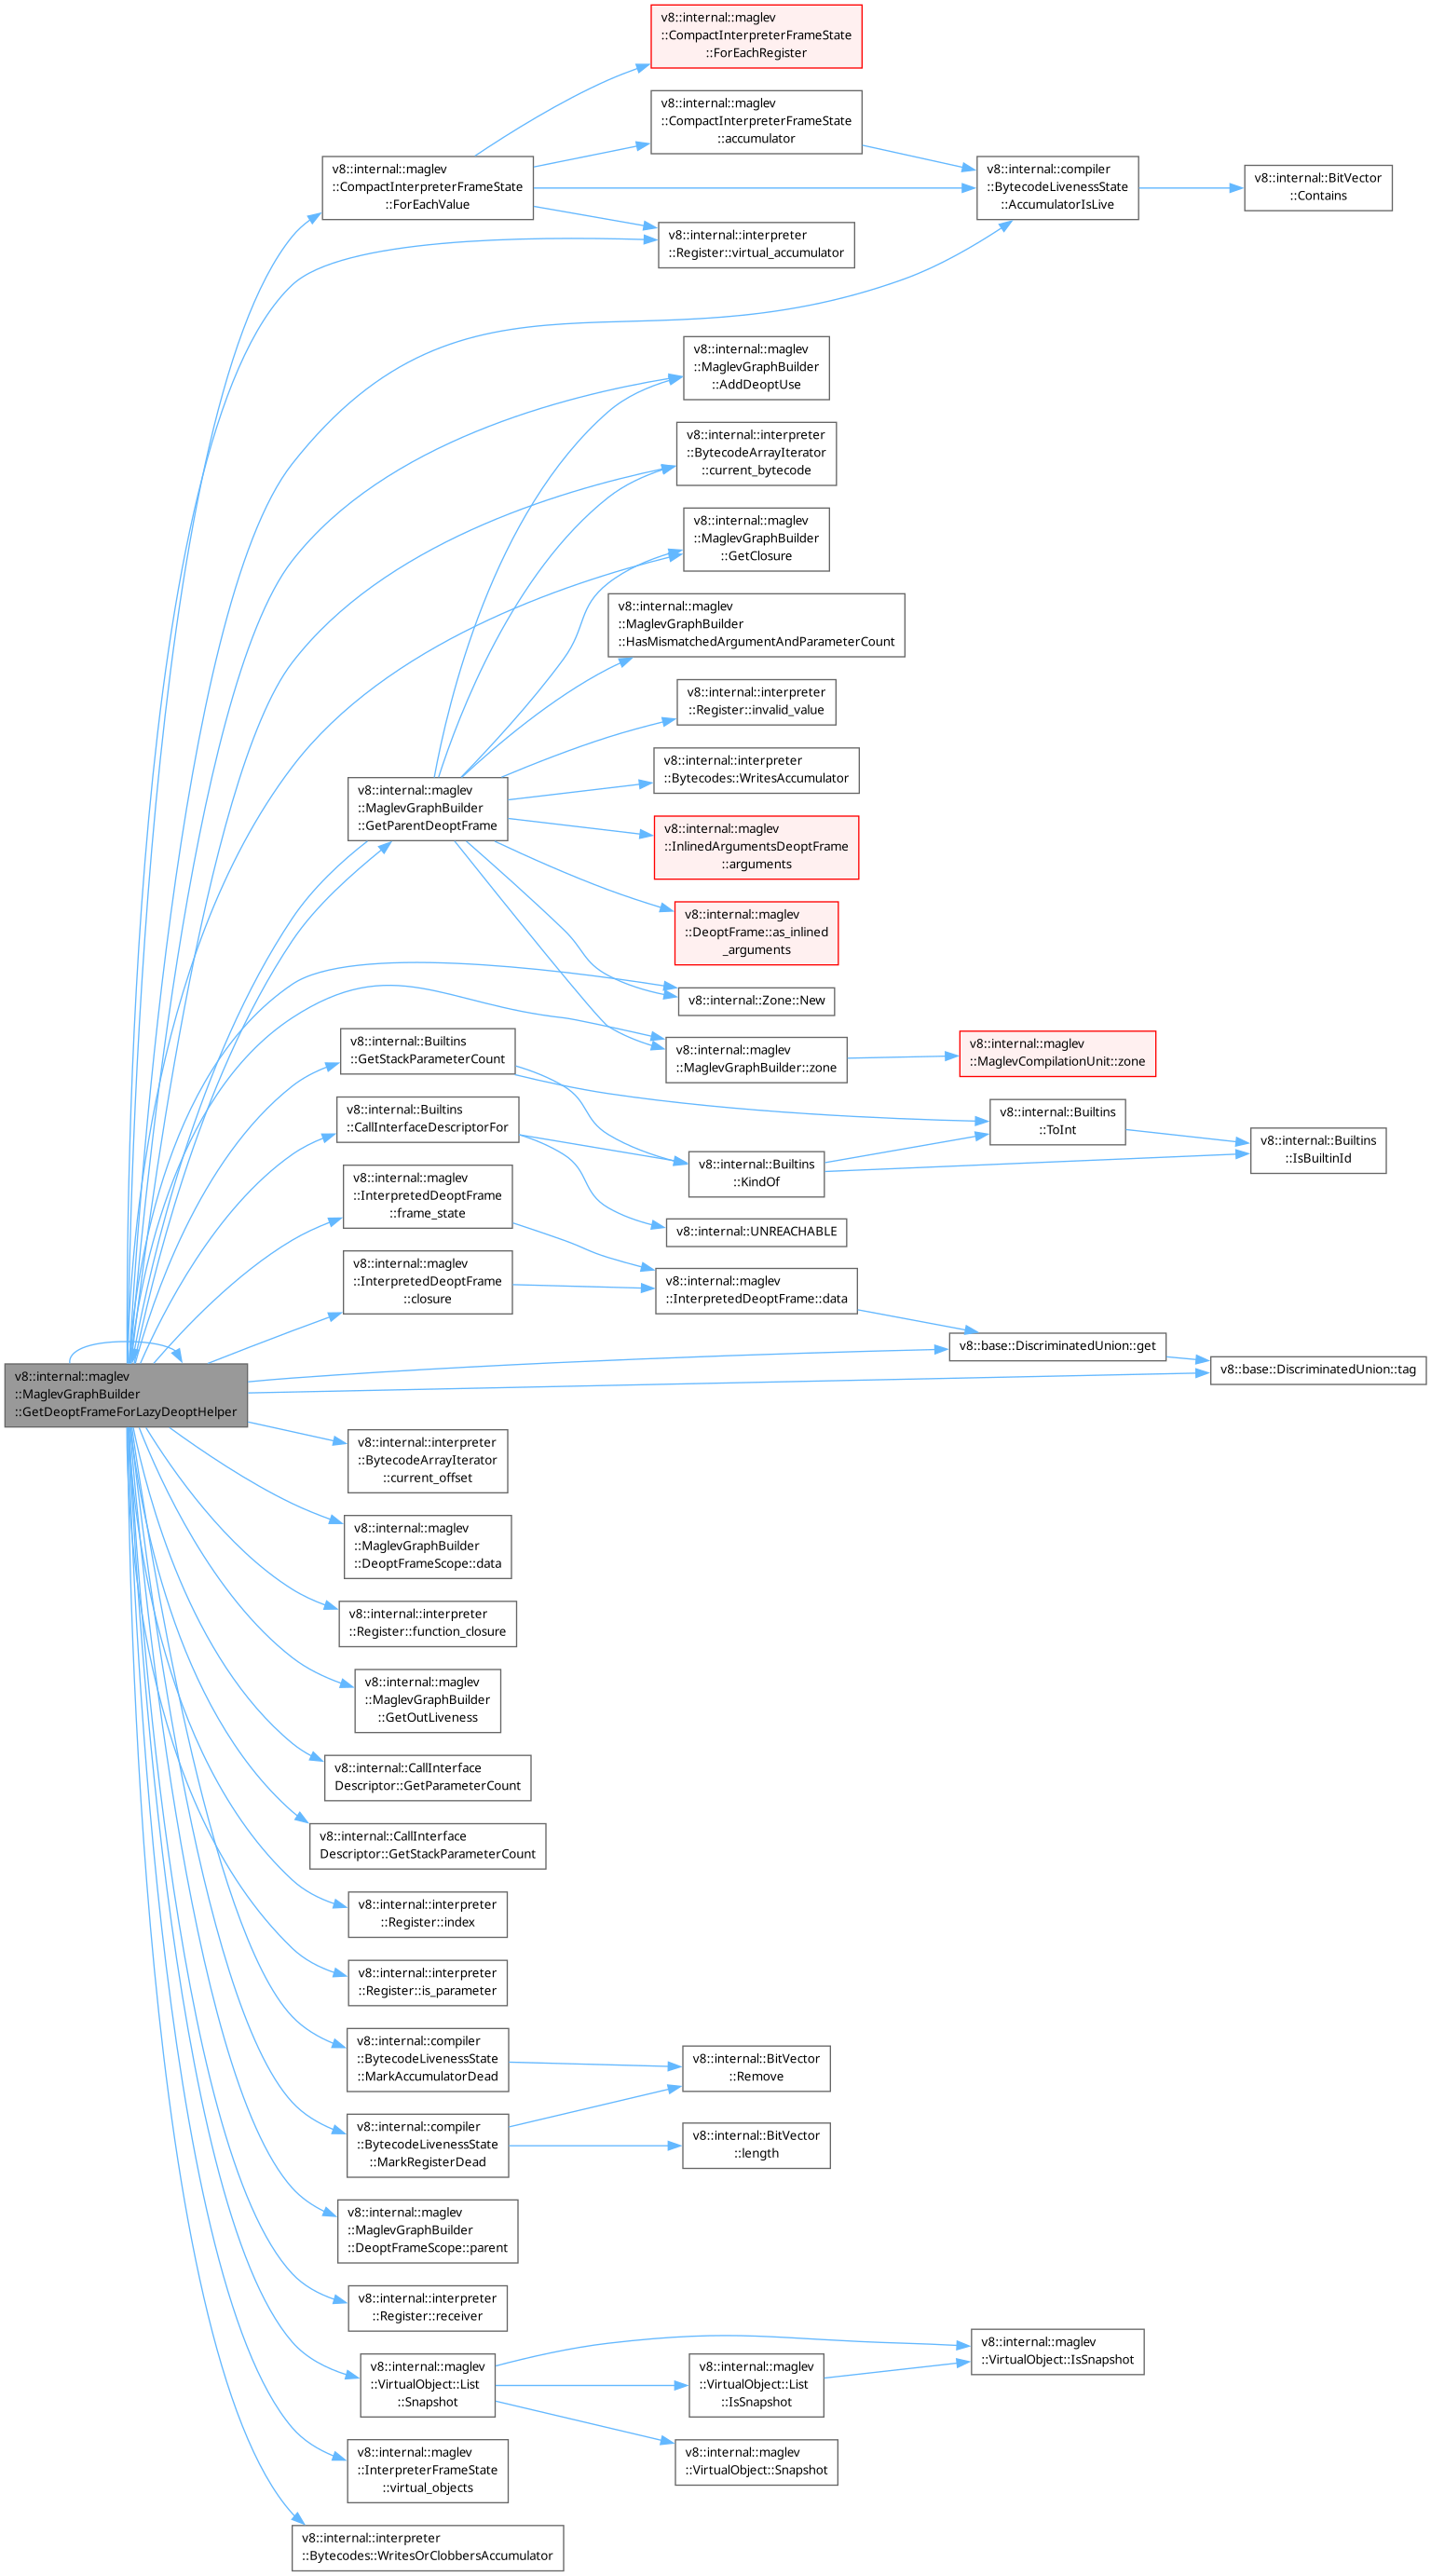 v8::internal::maglev
::CompactInterpreterFrameState
::ForEachRegister
v8::internal::maglev
::CompactInterpreterFrameState
::accumulator
v8::internal::maglev
::CompactInterpreterFrameState
::ForEachValue
v8::internal::compiler
::BytecodeLivenessState
::AccumulatorIsLive
v8::internal::BitVector
::Contains
v8::internal::interpreter
::Register::virtual_accumulator
v8::internal::maglev
::MaglevGraphBuilder
::AddDeoptUse
v8::internal::interpreter
::BytecodeArrayIterator
::current_bytecode
v8::internal::maglev
::MaglevGraphBuilder
::GetClosure
v8::internal::maglev
::MaglevGraphBuilder
::HasMismatchedArgumentAndParameterCount
v8::internal::interpreter
::Register::invalid_value
v8::internal::interpreter
::Bytecodes::WritesAccumulator
v8::internal::maglev
::MaglevGraphBuilder
::GetParentDeoptFrame
v8::internal::maglev
::InlinedArgumentsDeoptFrame
::arguments
v8::internal::maglev
::DeoptFrame::as_inlined
_arguments
v8::internal::Zone::New
v8::internal::Builtins
::GetStackParameterCount
v8::internal::maglev
::MaglevGraphBuilder::zone
v8::internal::maglev
::MaglevCompilationUnit::zone
v8::internal::Builtins
::CallInterfaceDescriptorFor
v8::internal::Builtins
::ToInt
v8::internal::Builtins
::IsBuiltinId
v8::internal::Builtins
::KindOf
v8::internal::maglev
::InterpretedDeoptFrame
::frame_state
v8::internal::UNREACHABLE
v8::internal::maglev
::InterpretedDeoptFrame
::closure
v8::internal::maglev
::InterpretedDeoptFrame::data
v8::base::DiscriminatedUnion::get
v8::base::DiscriminatedUnion::tag
v8::internal::maglev
::MaglevGraphBuilder
::GetDeoptFrameForLazyDeoptHelper
v8::internal::interpreter
::BytecodeArrayIterator
::current_offset
v8::internal::maglev
::MaglevGraphBuilder
::DeoptFrameScope::data
v8::internal::interpreter
::Register::function_closure
v8::internal::maglev
::MaglevGraphBuilder
::GetOutLiveness
v8::internal::CallInterface
Descriptor::GetParameterCount
v8::internal::CallInterface
Descriptor::GetStackParameterCount
v8::internal::interpreter
::Register::index
v8::internal::interpreter
::Register::is_parameter
v8::internal::compiler
::BytecodeLivenessState
::MarkAccumulatorDead
v8::internal::BitVector
::Remove
v8::internal::compiler
::BytecodeLivenessState
::MarkRegisterDead
v8::internal::BitVector
::length
v8::internal::maglev
::MaglevGraphBuilder
::DeoptFrameScope::parent
v8::internal::interpreter
::Register::receiver
v8::internal::maglev
::VirtualObject::List
::Snapshot
v8::internal::maglev
::VirtualObject::List
::IsSnapshot
v8::internal::maglev
::VirtualObject::IsSnapshot
v8::internal::maglev
::VirtualObject::Snapshot
v8::internal::maglev
::InterpreterFrameState
::virtual_objects
v8::internal::interpreter
::Bytecodes::WritesOrClobbersAccumulator